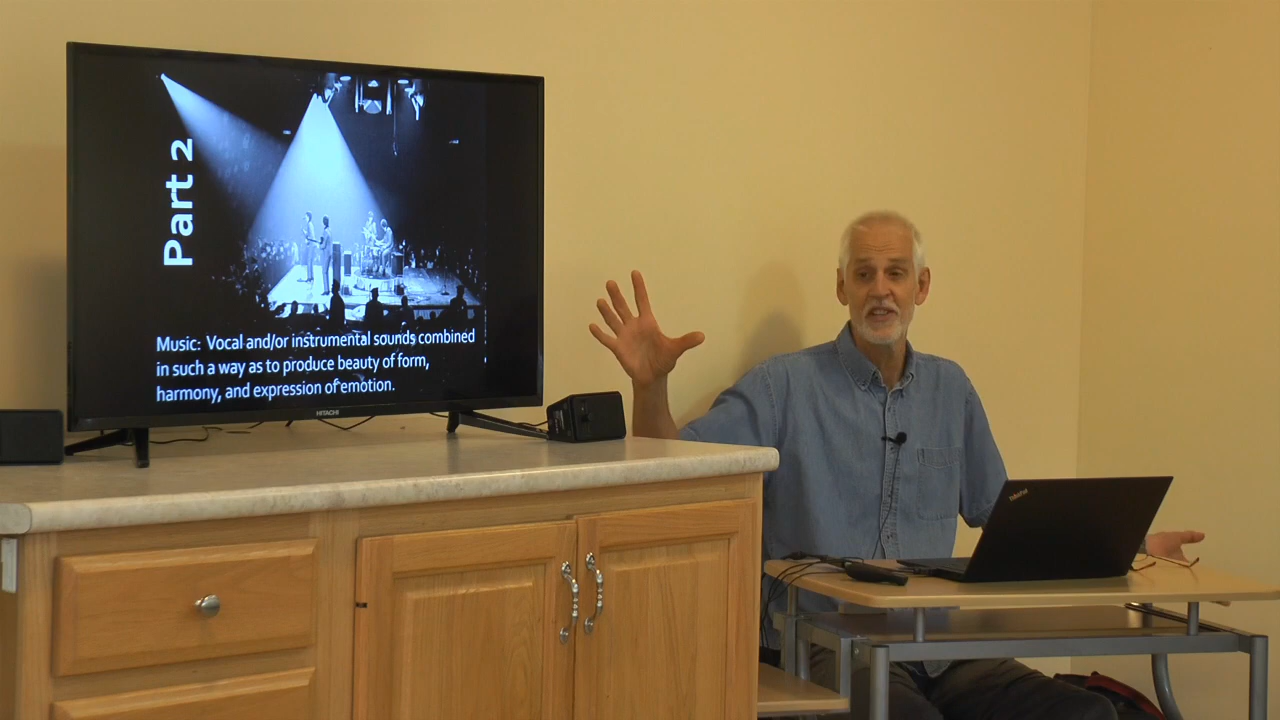 Part 2
Music: Vocal and/or instrumental sounds combined
in such a way as to produce beauty of form,
harmony, and expression of emotion.
HITACHI
ThinkPad